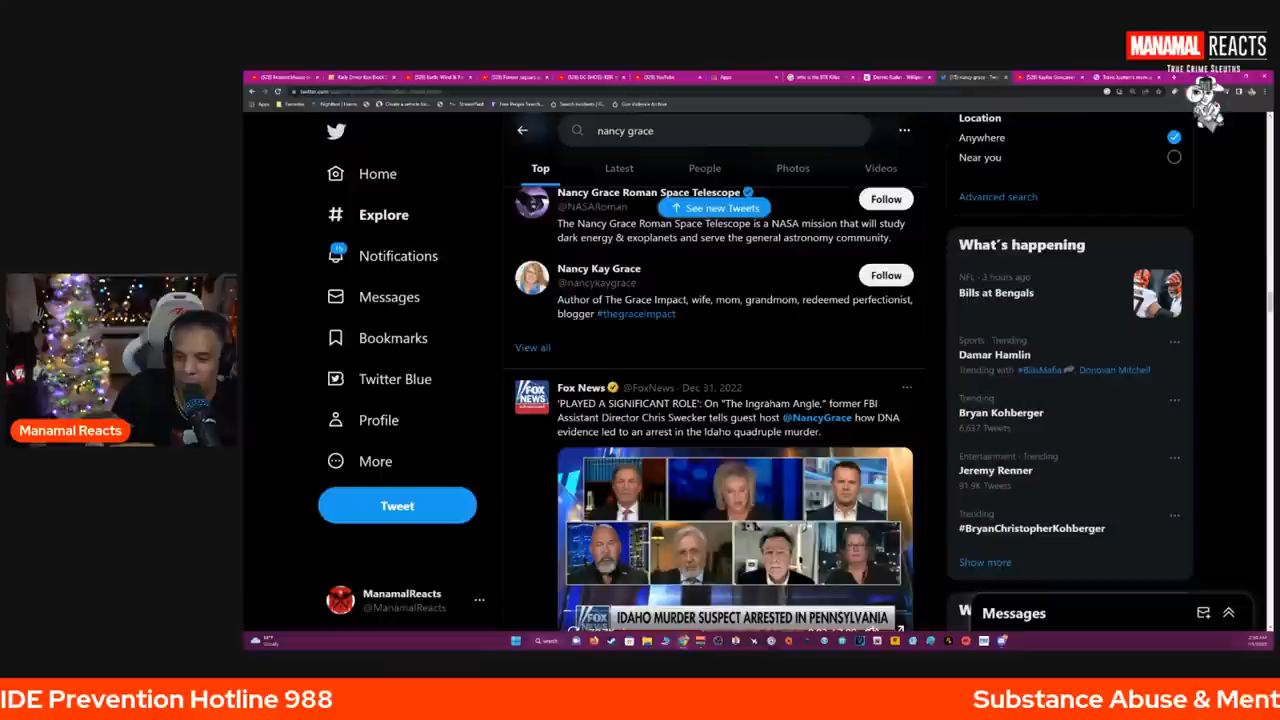 MANAMAL REACTS
TRUE CRIME SLEUTHS
twitter.com
Apps
nancy grace
Home
Explore
15
Notifications
Messages
Bookmarks
Twitter Blue
Profile
More
Tweet
ManamalReacts
@ManamalReacts
Top
Latest
People
Photos
Videos
Nancy Grace Roman Space Telescope
@NASARoman
Follow
See new Tweets
The Nancy Grace Roman Space Telescope is a NASA mission that will study
dark energy & exoplanets and serve the general astronomy community.
Nancy Kay Grace
@nancykaygrace
Follow
Author of The Grace Impact, wife, mom, grandmom, redeemed perfectionist,
blogger #thegraceimpact
View all
Fox News @FoxNews · Dec 31, 2022
'PLAYED A SIGNIFICANT ROLE': On "The Ingraham Angle," former FBI
Assistant Director Chris Swecker tells guest host @NancyGrace how DNA
evidence led to an arrest in the Idaho quadruple murder.
FOX NEWS
IDAHO MURDER SUSPECT ARRESTED IN PENNSYLVANIA
Location
Anywhere
Near you
Advanced search
What's happening
NFL · 3 hours ago
Bills at Bengals
Sports · Trending
Damar Hamlin
Trending with #BillsMafia, Donovan Mitchell
Trending
Bryan Kohberger
6,637 Tweets
Entertainment · Trending
Jeremy Renner
91.9K Tweets
Trending
#BryanChristopherKohberger
Show more
W
Messages
Manamal Reacts
IDE Prevention Hotline 988
Substance Abuse & Ment